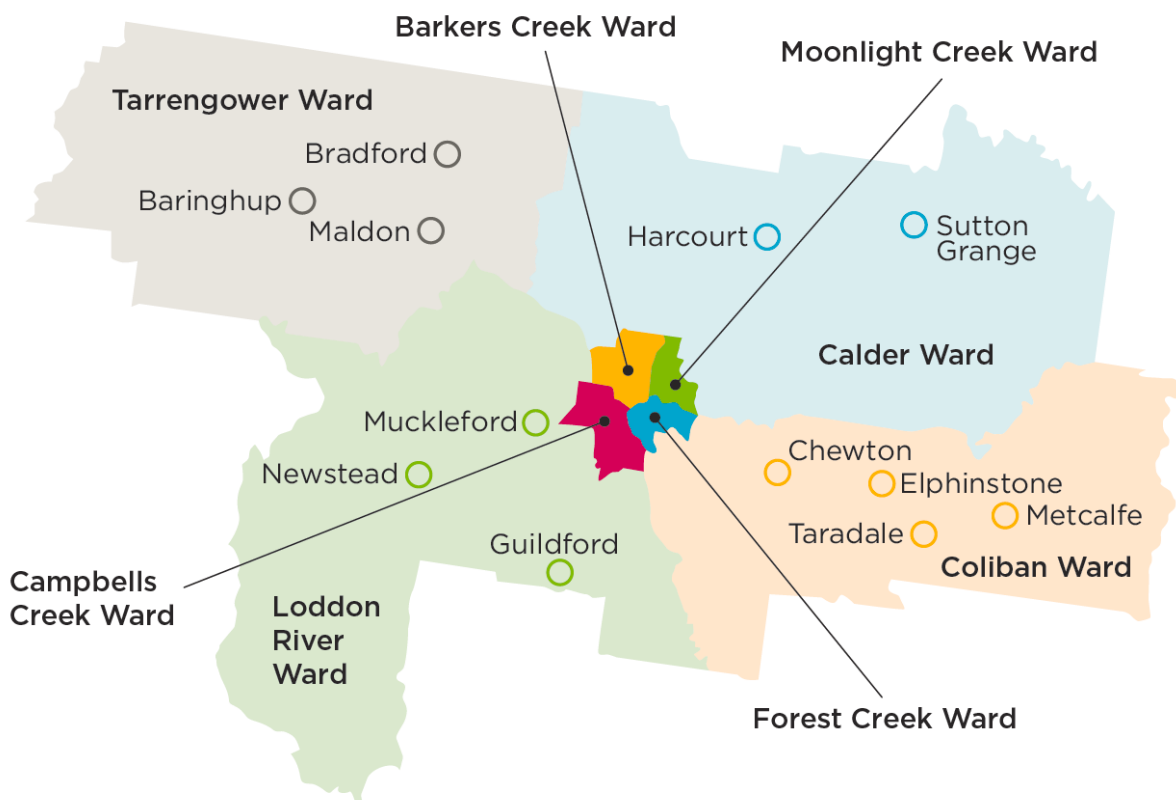 Barkers Creek Ward
Moonlight Creek Ward
Tarrengower Ward
Bradford
Baringhup
Maldon
Harcourt
Sutton
Grange
Calder Ward
Muckleford
Newstead
Guildford
Chewton
Elphinstone
Metcalfe
Taradale
Coliban Ward
Campbells
Creek Ward
Loddon
River
Ward
Forest Creek Ward